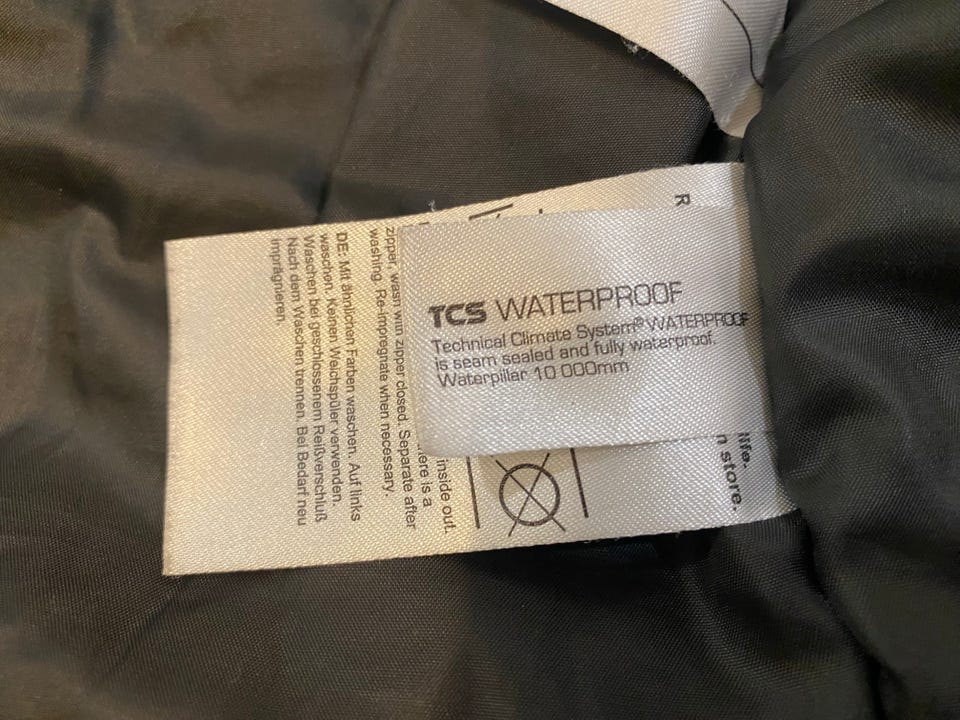 TCS WATERPROOF
Technical Climate System® WATERPROOF
is seam sealed and fully waterproof.
Waterpillar 10 000mm
R
life.
n store.
inside out.
here is a
zipper, wash with zipper closed. Separate after
washing. Re-impregnate when necessary.
DE: Mit ähnlichen Farben waschen. Auf links
waschen. Keinen Weichspüler verwenden.
Waschen bei geschlossenem Reißverschluß
Nach dem Waschen trennen. Bei Bedarf neu
imprägnieren.